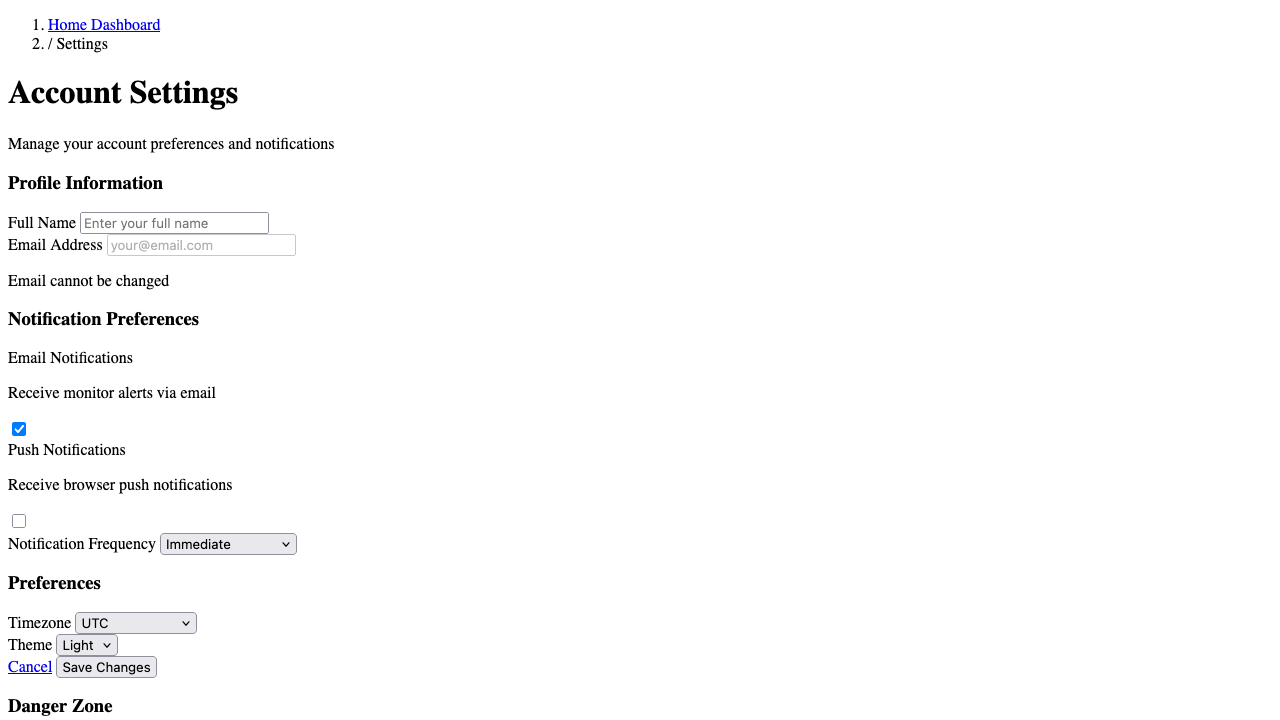 1. Home Dashboard
2. / Settings
Account Settings
Manage your account preferences and notifications
Profile Information
Full Name Enter your full name
Email Address your@email.com
Email cannot be changed
Notification Preferences
Email Notifications
Receive monitor alerts via email
Push Notifications
Receive browser push notifications
Notification Frequency Immediate
Preferences
Timezone UTC
Theme Light
Cancel Save Changes
Danger Zone